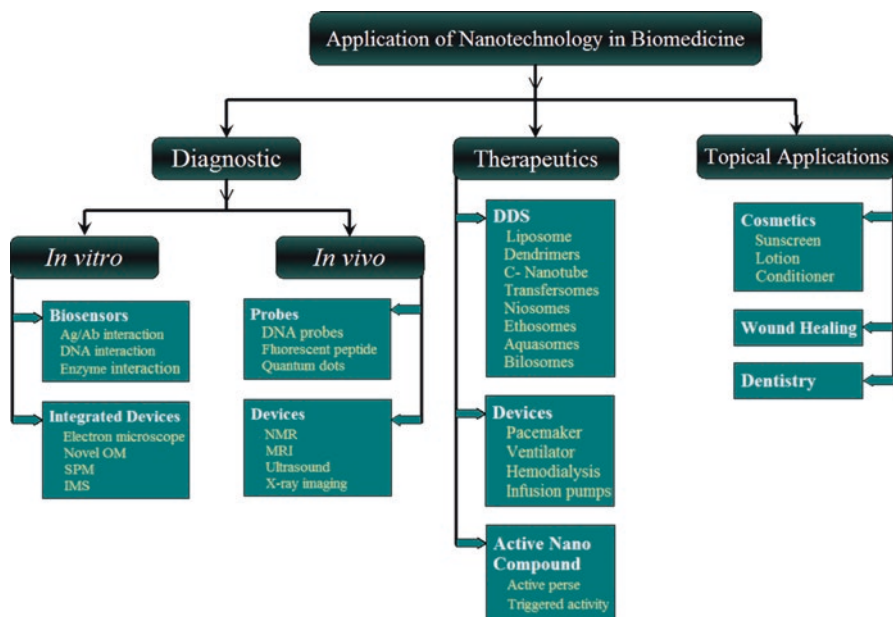 Application of Nanotechnology in Biomedicine
Diagnostic
Therapeutics
Topical Applications
In vitro
In vivo
Biosensors
Ag/Ab interaction
DNA interaction
Enzyme interaction
Integrated Devices
Electron microscope
Novel OM
SPM
IMS
Probes
DNA probes
Fluorescent peptide
Quantum dots
Devices
NMR
MRI
Ultrasound
X-ray imaging
DDS
Liposome
Dendrimers
C- Nanotube
Transfersomes
Niosomes
Ethosomes
Aquasomes
Bilosomes
Devices
Pacemaker
Ventilator
Hemodialysis
Infusion pumps
Active Nano
Compound
Active perse
Triggered activity
Cosmetics
Sunscreen
Lotion
Conditioner
Wound Healing
Dentistry